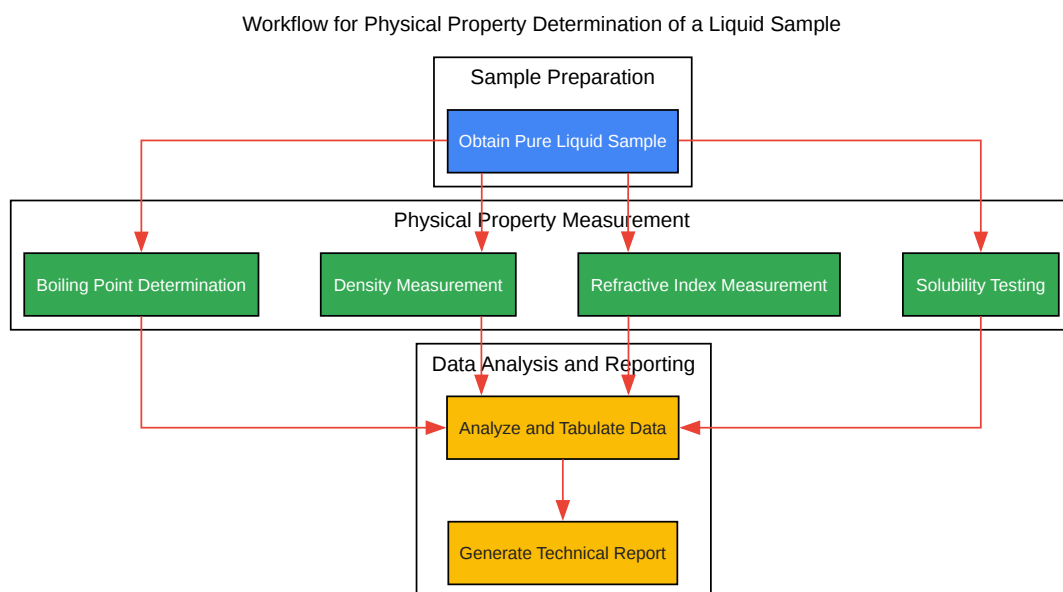 Workflow for Physical Property Determination of a Liquid Sample
Sample Preparation
Obtain Pure Liquid Sample
Physical Property Measurement
Boiling Point Determination
Density Measurement
Refractive Index Measurement
Solubility Testing
Data Analysis and Reporting
Analyze and Tabulate Data
Generate Technical Report